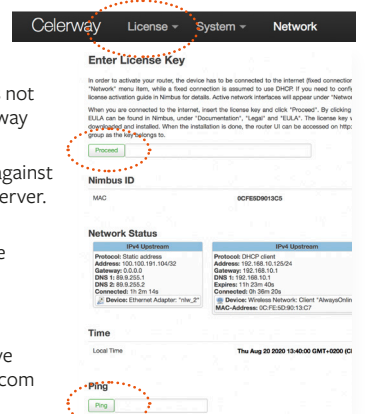 Celerway License System Network
Enter License Key
In order to activate your router, the device has to be connected to the internet (fixed connection
"Network" menu item, while a fixed connection is assumed to use DHCP. If you need to config
license activation guide in Nimbus for details. Active network interfaces will appear under "Networ
When you are connected to the internet, insert the license key and click "Proceed". By clicking
EULA can be found in Nimbus, under "Documentation", "Legal" and "EULA". The license key v
downloaded and installed. When the installation is done, the router UI can be accessed on http:
group as the key belongs to.
Proceed
not
way
against
erver.
e
ve
com
Nimbus ID
MAC 0CFE5D9013C5
Network Status
IPv4 Upstream
Protocol: Static address
Address: 100.100.191.104/32
Gateway: 0.0.0.0
DNS 1: 89.9.255.1
DNS 2: 89.9.255.2
Connected: 1h 2m 14s
Device: Ethernet Adapter: "nlw_2"
IPv4 Upstream
Protocol: DHCP client
Address: 192.168.10.125/24
Gateway: 192.168.10.1
DNS 1: 192.168.10.1
Expires: 11h 23m 40s
Connected: 0h 36m 20s
Device: Wireless Network: Client "AlwaysOnlin
MAC-Address: 0C:FE:5D:90:13:C7
Time
Local Time Thu Aug 20 2020 13:40:00 GMT+0200 (C
Ping
Ping